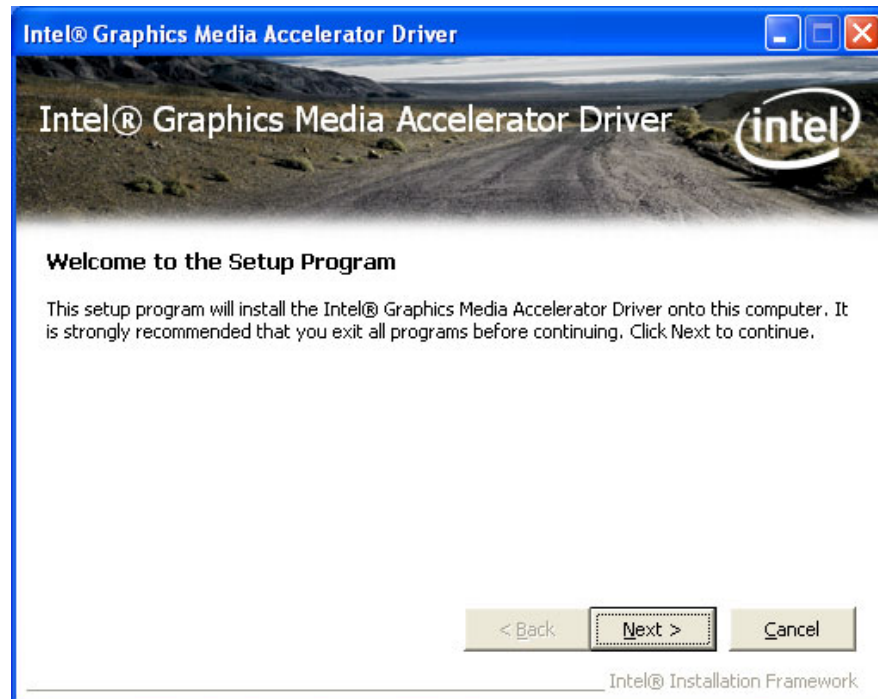 Intel® Graphics Media Accelerator Driver
Intel® Graphics Media Accelerator Driver
intel
Welcome to the Setup Program
This setup program will install the Intel® Graphics Media Accelerator Driver onto this computer. It
is strongly recommended that you exit all programs before continuing. Click Next to continue.
< Back Next > Cancel
Intel® Installation Framework